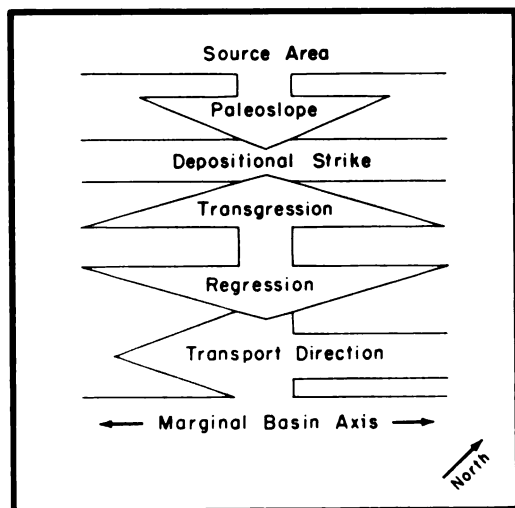 Source Area
Paleoslope
Depositional Strike
Transgression
Regression
Transport Direction
Marginal Basin Axis
North